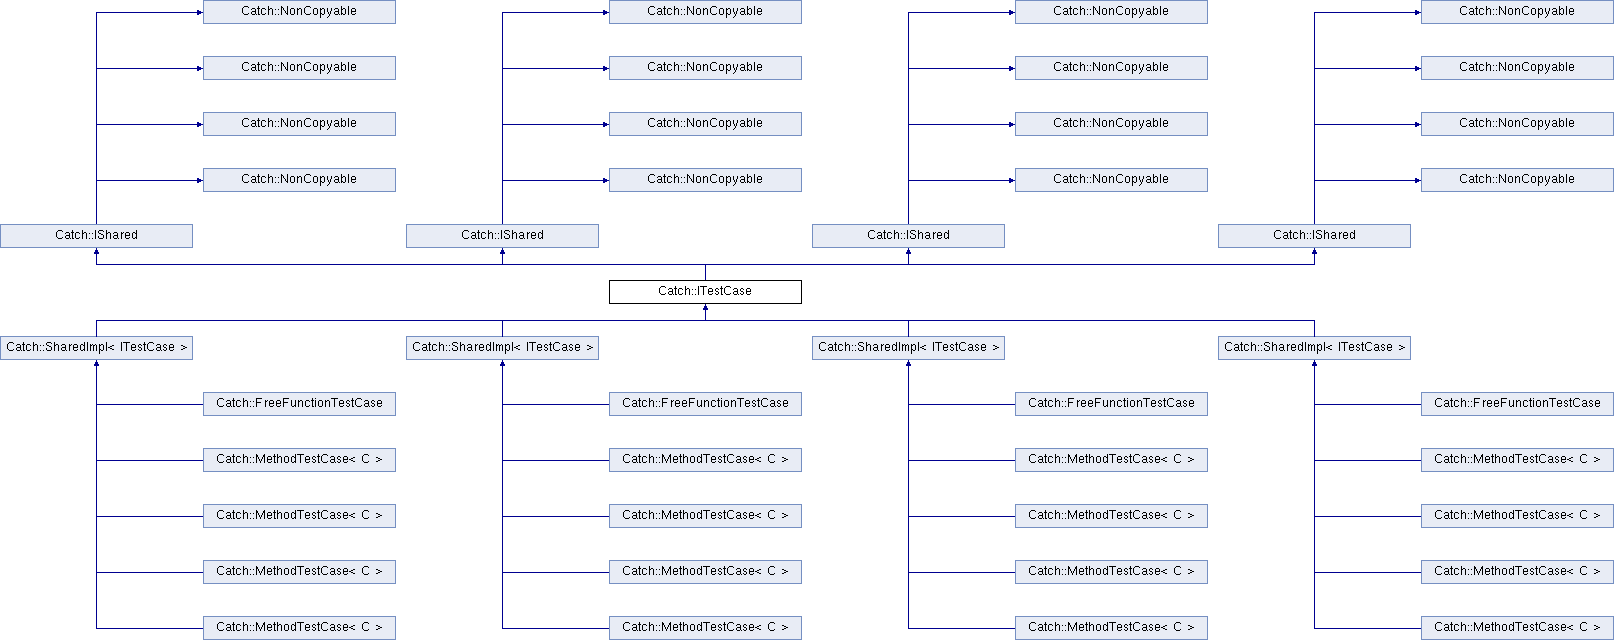 Catch::NonCopyable Catch::NonCopyable Catch::NonCopyable Catch::NonCopyable
Catch::NonCopyable Catch::NonCopyable Catch::NonCopyable Catch::NonCopyable
Catch::NonCopyable Catch::NonCopyable Catch::NonCopyable Catch::NonCopyable
Catch::NonCopyable Catch::NonCopyable Catch::NonCopyable Catch::NonCopyable
Catch::IShared Catch::IShared Catch::IShared Catch::IShared
Catch::ITestCase
Catch::SharedImpl< ITestCase > Catch::SharedImpl< ITestCase > Catch::SharedImpl< ITestCase > Catch::SharedImpl< ITestCase >
Catch::FreeFunctionTestCase Catch::FreeFunctionTestCase Catch::FreeFunctionTestCase Catch::FreeFunctionTestCase
Catch::MethodTestCase< C > Catch::MethodTestCase< C > Catch::MethodTestCase< C > Catch::MethodTestCase< C >
Catch::MethodTestCase< C > Catch::MethodTestCase< C > Catch::MethodTestCase< C > Catch::MethodTestCase< C >
Catch::MethodTestCase< C > Catch::MethodTestCase< C > Catch::MethodTestCase< C > Catch::MethodTestCase< C >
Catch::MethodTestCase< C > Catch::MethodTestCase< C > Catch::MethodTestCase< C > Catch::MethodTestCase< C >